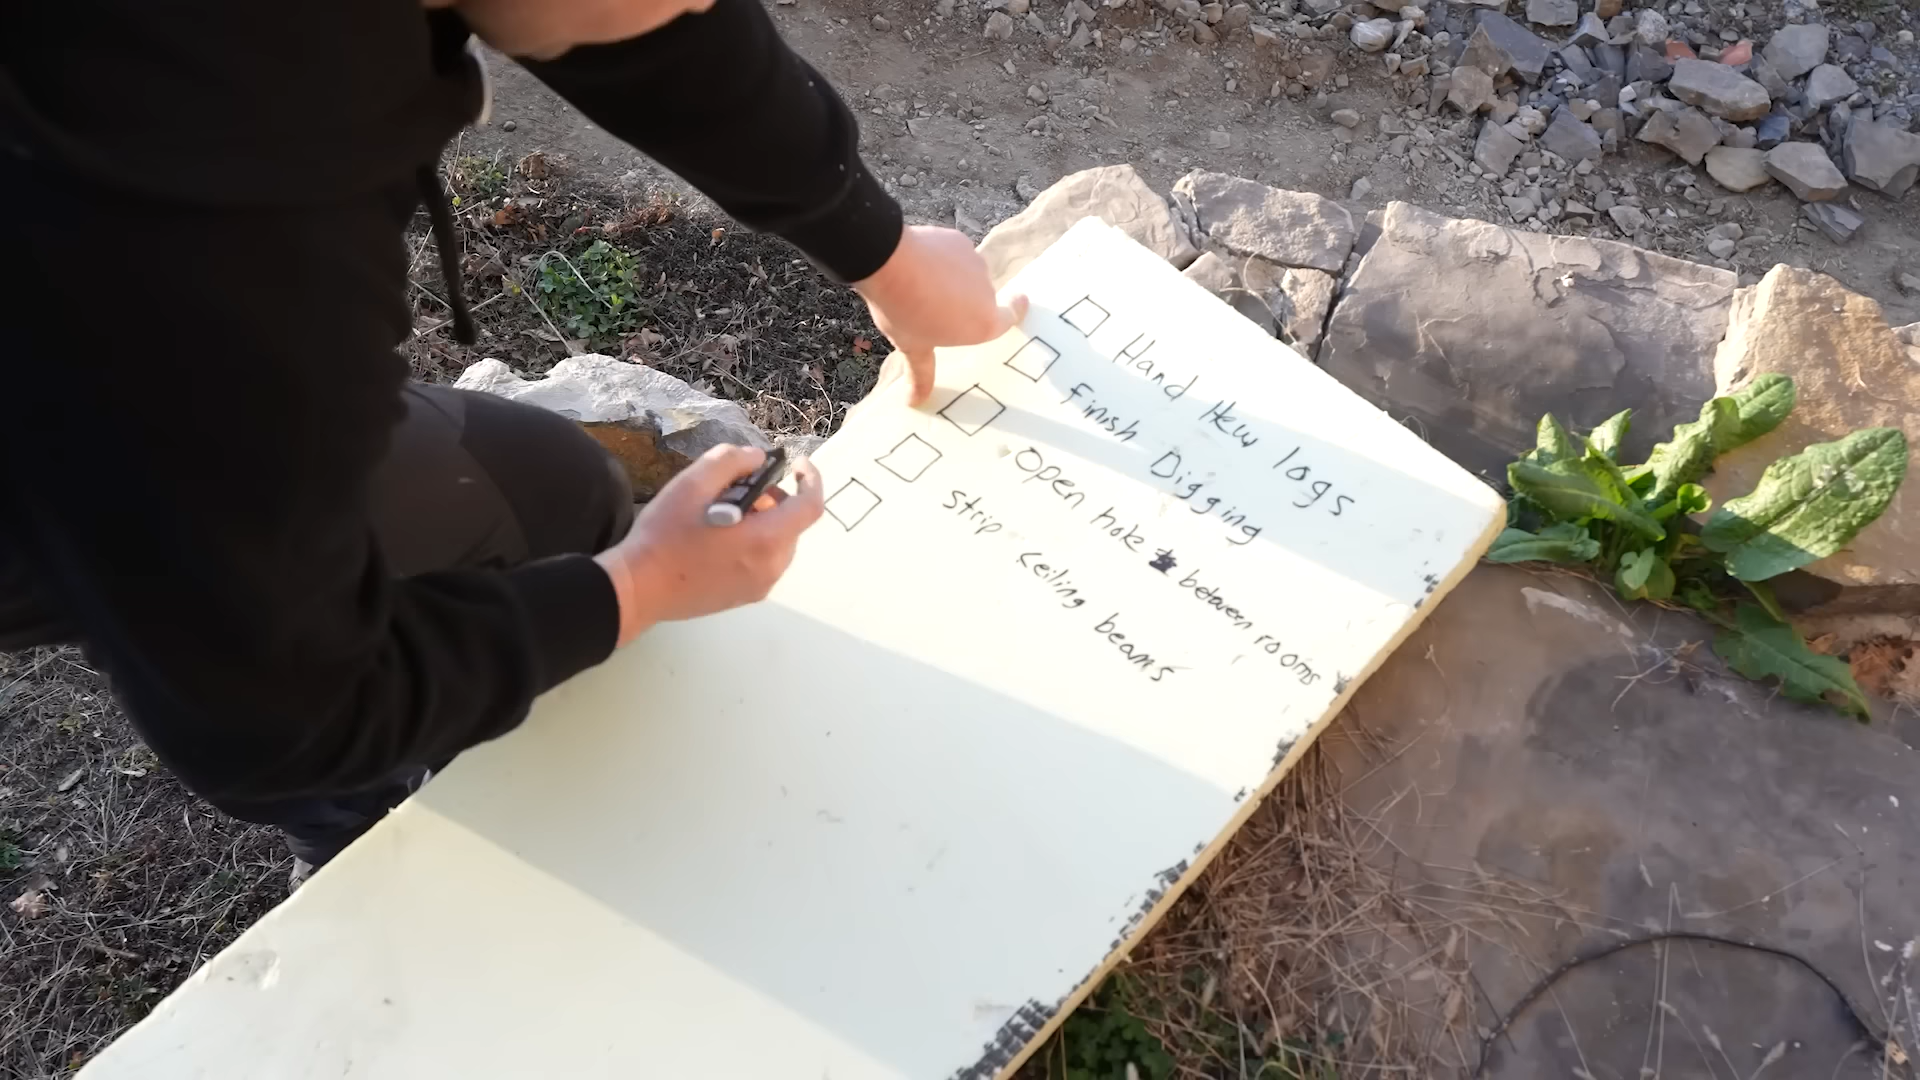 Hand Hew logs
Finish Digging
Open hole between rooms
strip ceiling beams